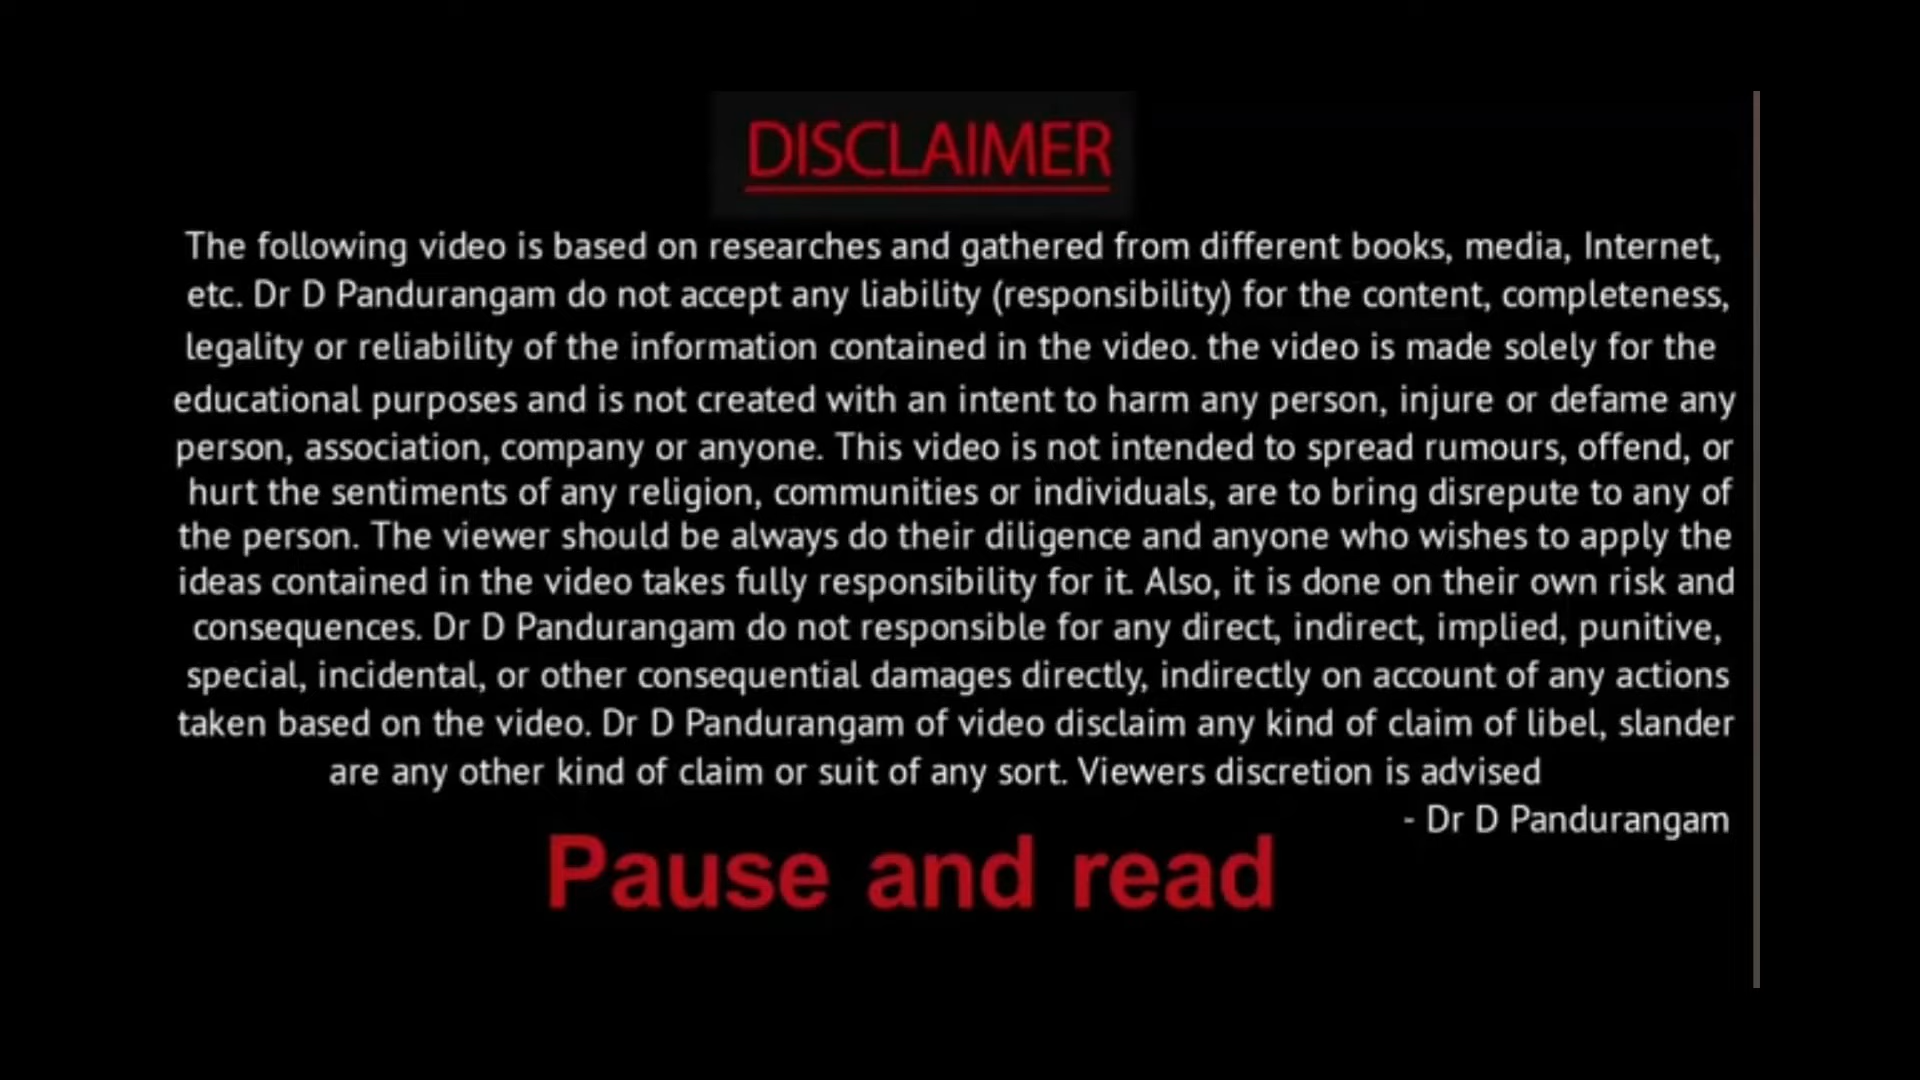 DISCLAIMER
The following video is based on researches and gathered from different books, media, Internet,
etc. Dr D Pandurangam do not accept any liability (responsibility) for the content, completeness,
legality or reliability of the information contained in the video. the video is made solely for the
educational purposes and is not created with an intent to harm any person, injure or defame any
person, association, company or anyone. This video is not intended to spread rumours, offend, or
hurt the sentiments of any religion, communities or individuals, are to bring disrepute to any of
the person. The viewer should be always do their diligence and anyone who wishes to apply the
ideas contained in the video takes fully responsibility for it. Also, it is done on their own risk and
consequences. Dr D Pandurangam do not responsible for any direct, indirect, implied, punitive,
special, incidental, or other consequential damages directly, indirectly on account of any actions
taken based on the video. Dr D Pandurangam of video disclaim any kind of claim of libel, slander
are any other kind of claim or suit of any sort. Viewers discretion is advised
- Dr D Pandurangam
Pause and read